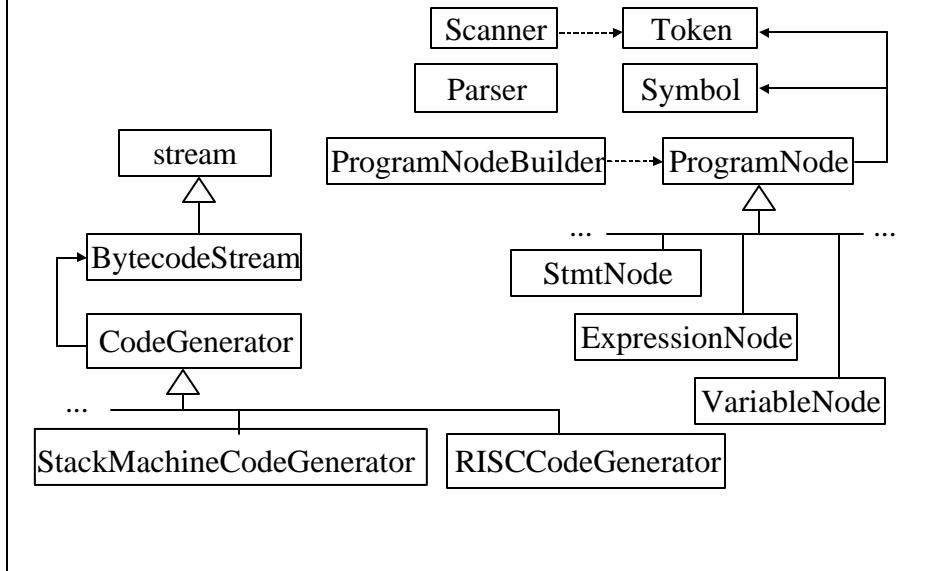 Scanner
Token
Parser
Symbol
stream
ProgramNodeBuilder
ProgramNode
...
...
BytecodeStream
StmtNode
CodeGenerator
ExpressionNode
...
VariableNode
StackMachineCodeGenerator
RISCCodeGenerator